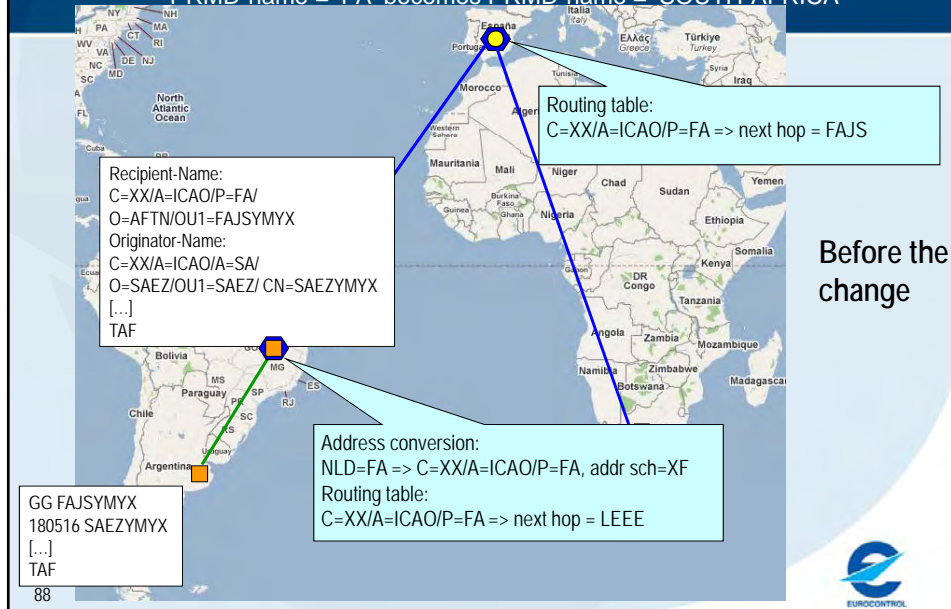 PRMD name = 'FA' becomes PRMD name = 'SOUTH AFRICA'
NY
NH
PA
CT
MA
RI
WV
VA
DE
NJ
NC
MD
SC
FL
North
Atlantic
Ocean
Cuba
España
Portugal
Italia
Italy
Ελλάς
Greece
Türkiye
Turkey
Syria
Iraq
Tunisia
Morocco
Algeria
Western
Sahara
Mauritania
Mali
Niger
Chad
Sudan
Yemen
Burkina
Faso
Guinea
Ghana
Nigeria
Ethiopia
Somalia
Kenya
Gabon
DR
Congo
Tanzania
Angola
Zambia
Mozambique
Namibia
Zimbabwe
Botswana
Madagascar
Routing table:
C=XX/A=ICAO/P=FA => next hop = FAJS
Recipient-Name:
C=XX/A=ICAO/P=FA/
O=AFTN/OU1=FAJSYMYX
Originator-Name:
C=XX/A=ICAO/A=SA/
O=SAEZ/OU1=SAEZ/ CN=SAEZYMYX
[…]
TAF
Before the
change
Bolivia
GO
MG
MS
ES
Paraguay
SP
PR
RJ
Chile
SC
RS
Uruguay
Argentina
Address conversion:
NLD=FA => C=XX/A=ICAO/P=FA, addr sch=XF
Routing table:
C=XX/A=ICAO/P=FA => next hop = LEEE
GG FAJSYMYX
180516 SAEZYMYX
[…]
TAF
88
EUROCONTROL